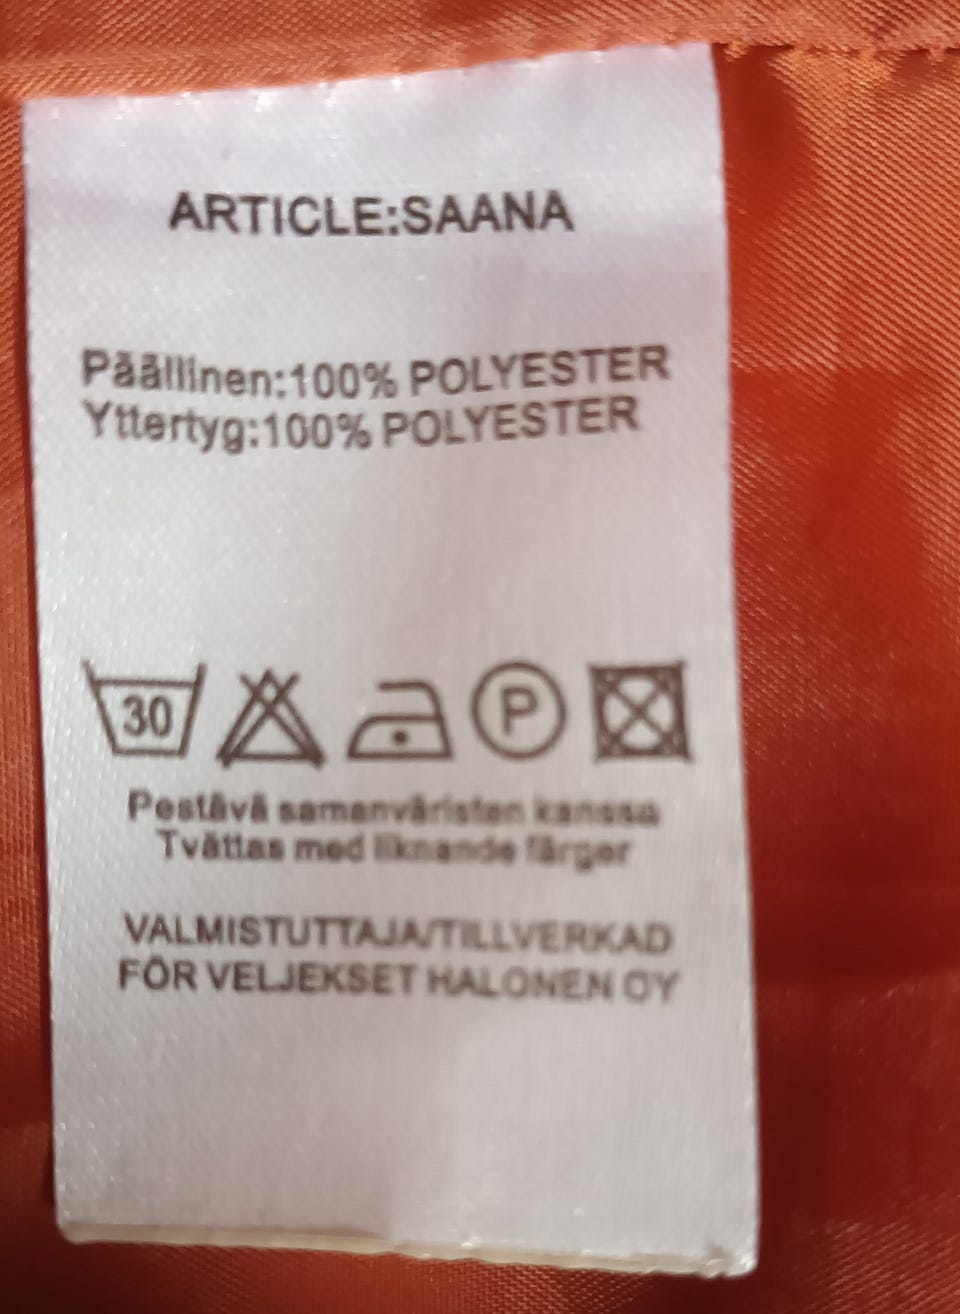 ARTICLE:SAANA
Päällinen:100% POLYESTER
Yttertyg:100% POLYESTER
30 P
Pestävä samanväristen kanssa
Tvättas med liknande färger
VALMISTUTTAJA/TILLVERKAD
FÖR VELJEKSET HALONEN OY